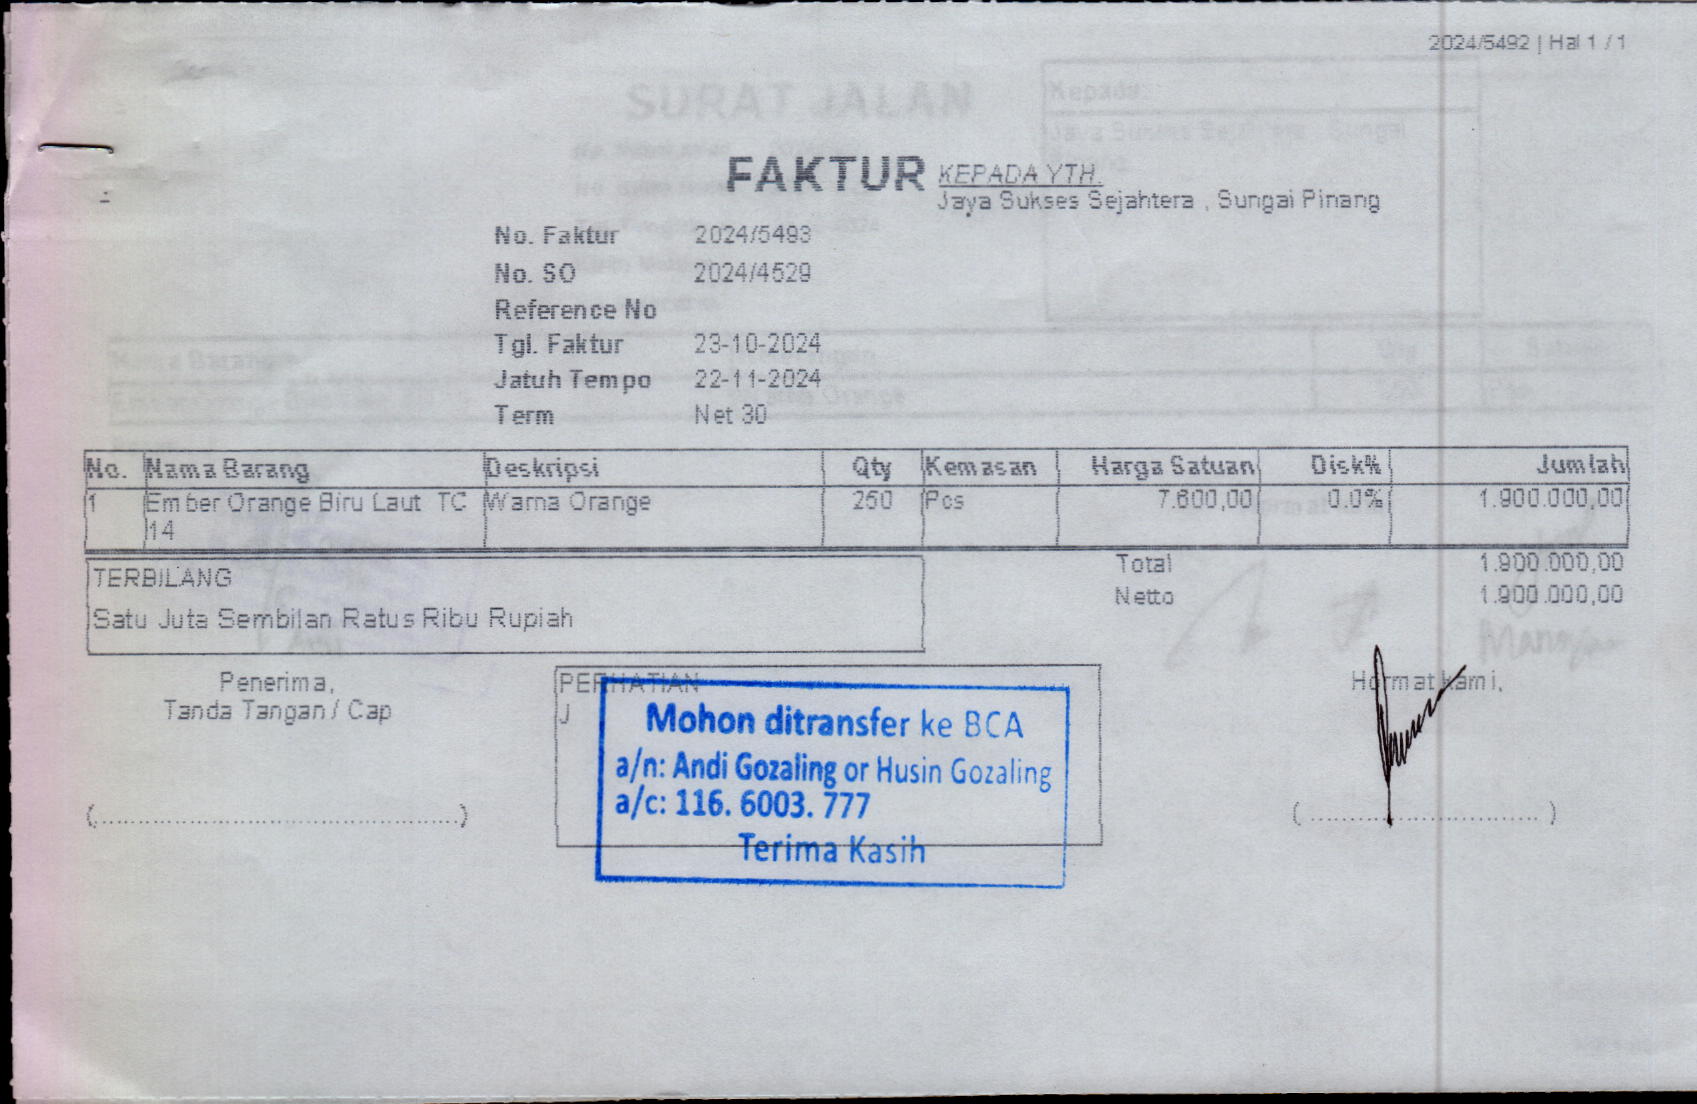 2024/5492 | Hal 1 / 1
SURAT JALAN
Kepada
FAKTUR
KEPADA YTH.
Jaya Sukses Sejahtera , Sungai Pinang
No. Faktur 2024/5493
No. SO 2024/4529
Reference No
Tgl. Faktur 23-10-2024
Jatuh Tempo 22-11-2024
Term Net 30
No. Nama Barang Deskripsi Qty Kemasan Harga Satuan Disk% Jumlah
1 Ember Orange Biru Laut TC Warna Orange 250 Pcs 7.600,00 0.0% 1.900.000,00
14
Total 1.900.000,00
Netto 1.900.000,00
TERBILANG
Satu Juta Sembilan Ratus Ribu Rupiah
Penerima,
Tanda Tangan / Cap
(...............................................)
PERHATIAN
J
Mohon ditransfer ke BCA
a/n: Andi Gozaling or Husin Gozaling
a/c: 116. 6003. 777
Terima Kasih
Hormat kami,
(..............................)